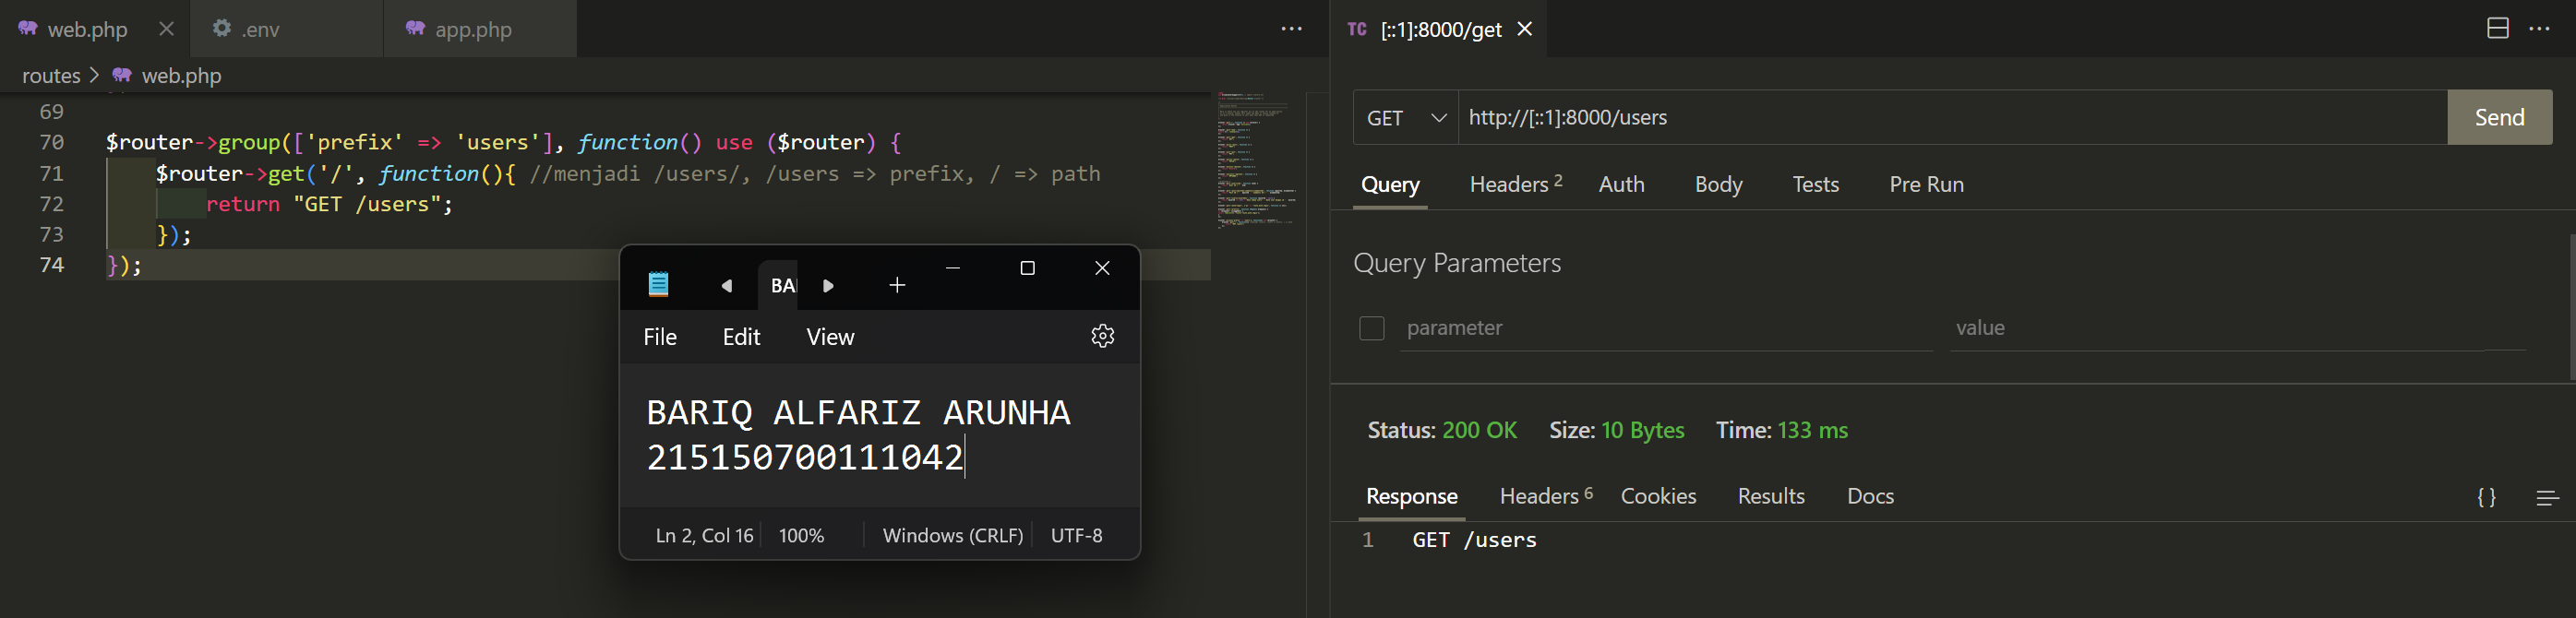 web.php
.env
app.php
routes > web.php
69
70 $router->group(['prefix' => 'users'], function() use ($router) {
71 $router->get('/', function(){ //menjadi /users/, /users => prefix, / => path
72 return "GET /users";
73 });
74 });
BA
File Edit View
BARIQ ALFARIZ ARUNHA
215150700111042
Ln 2, Col 16 100% Windows (CRLF) UTF-8
TC [::1]:8000/get
GET http://[::1]:8000/users Send
Query Headers 2 Auth Body Tests Pre Run
Query Parameters
parameter value
Status: 200 OK Size: 10 Bytes Time: 133 ms
Response Headers 6 Cookies Results Docs { }
1 GET /users